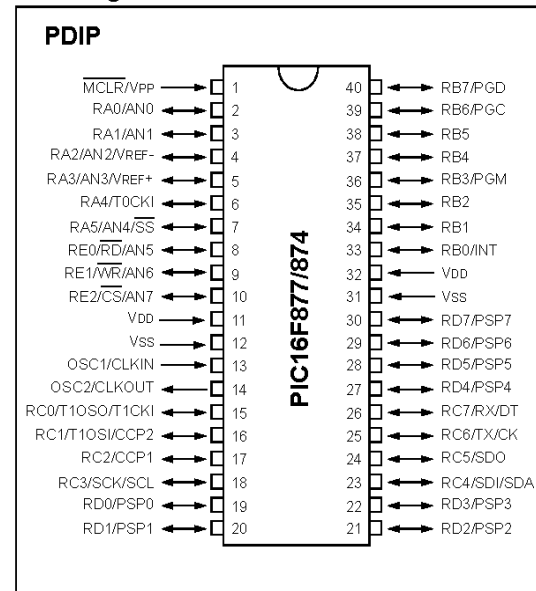 PDIP
MCLR/VPP 1 40 RB7/PGD
RA0/AN0 2 39 RB6/PGC
RA1/AN1 3 38 RB5
RA2/AN2/VREF- 4 37 RB4
RA3/AN3/VREF+ 5 36 RB3/PGM
RA4/T0CKI 6 35 RB2
RA5/AN4/SS 7 34 RB1
RE0/RD/AN5 8 33 RB0/INT
RE1/WR/AN6 9 32 VDD
RE2/CS/AN7 10 31 VSS
VDD 11 30 RD7/PSP7
VSS 12 29 RD6/PSP6
OSC1/CLKIN 13 28 RD5/PSP5
OSC2/CLKOUT 14 27 RD4/PSP4
RC0/T1OSO/T1CKI 15 26 RC7/RX/DT
RC1/T1OSI/CCP2 16 25 RC6/TX/CK
RC2/CCP1 17 24 RC5/SDO
RC3/SCK/SCL 18 23 RC4/SDI/SDA
RD0/PSP0 19 22 RD3/PSP3
RD1/PSP1 20 21 RD2/PSP2
PIC16F877/874